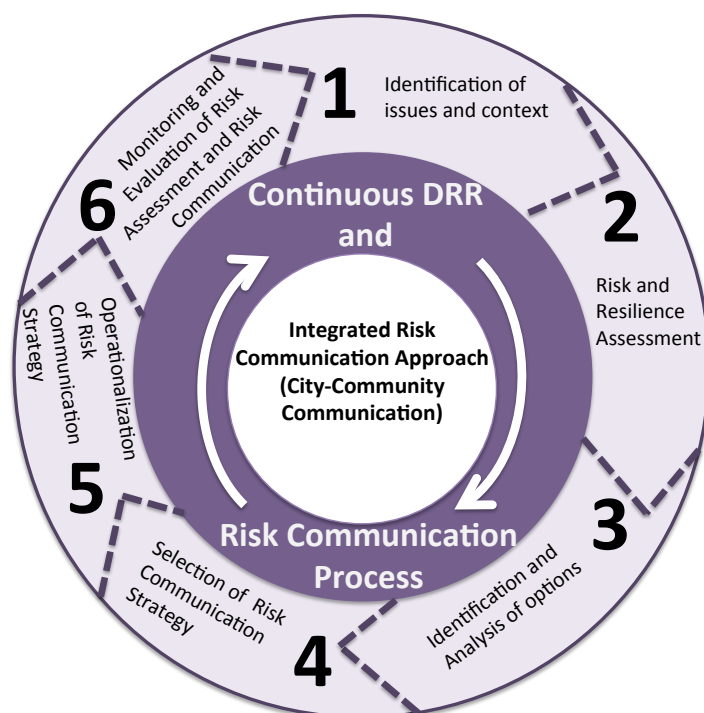 1
Identification of
issues and context
2
Risk and
Resilience
Assessment
3
Identification and
Analysis of options
4
Selection of Risk
Communication
Strategy
5
Operationalization
of Risk
Communication
Strategy
6
Monitoring and
Evaluation of Risk
Assessment and Risk
Communication
Continuous DRR
and
Integrated Risk
Communication Approach
(City-Community
Communication)
Risk Communication
Process